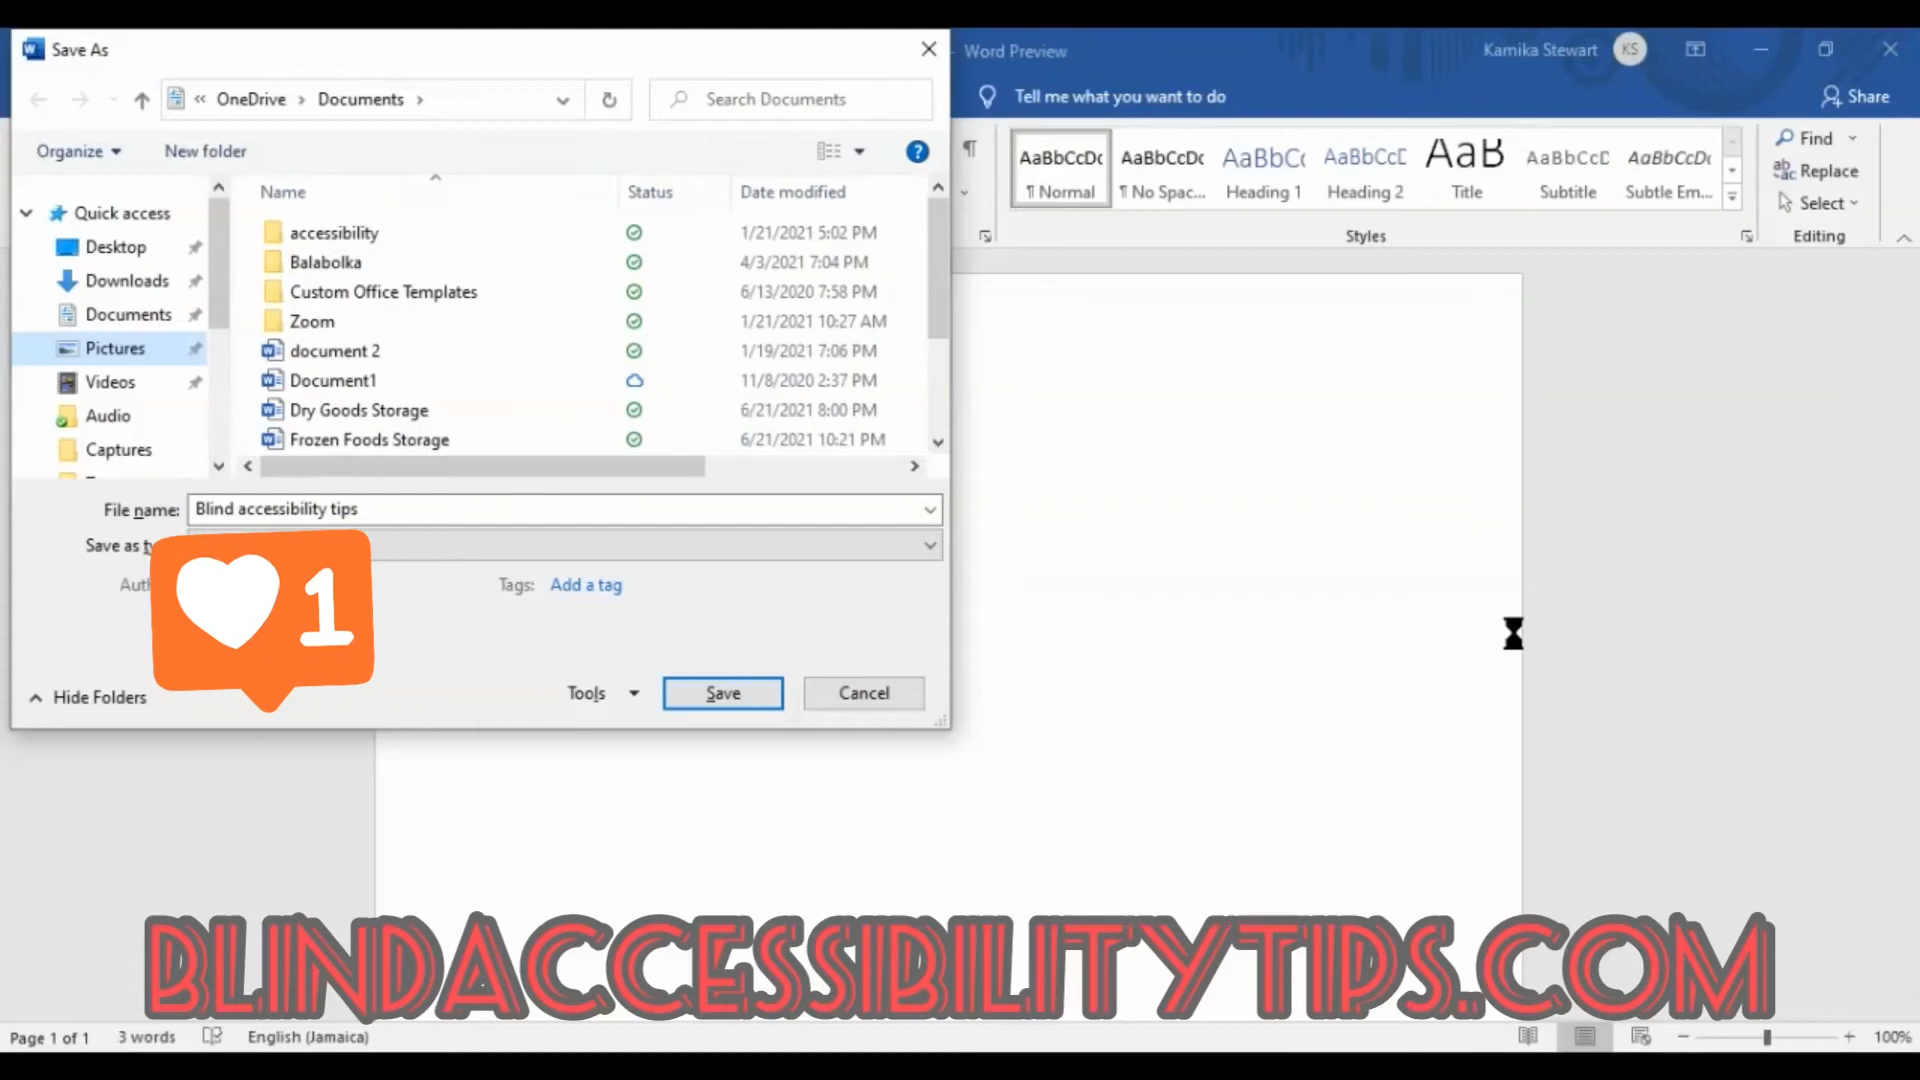 Save As
Word Preview
Kamika Stewart KS
« OneDrive › Documents ›
Search Documents
Tell me what you want to do
Share
Organize
New folder
?
Name Status Date modified
Quick access
Desktop
Downloads
Documents
Pictures
Videos
Audio
Captures
accessibility 1/21/2021 5:02 PM
Balabolka 4/3/2021 7:04 PM
Custom Office Templates 6/13/2020 7:58 PM
Zoom 1/21/2021 10:27 AM
document 2 1/19/2021 7:06 PM
Document1 11/8/2020 2:37 PM
Dry Goods Storage 6/21/2021 8:00 PM
Frozen Foods Storage 6/21/2021 10:21 PM
¶
AaBbCcDc AaBbCcDc AaBbCc AaBbCcD AaB AaBbCcD AaBbCcDc
¶ Normal ¶ No Spac... Heading 1 Heading 2 Title Subtitle Subtle Em...
Styles
Find
Replace
Select
Editing
File name: Blind accessibility tips
Save as ty
Auth
Tags: Add a tag
1
Hide Folders
Tools
Save
Cancel
BLINDACCESSIBILITYTIPS..COM
Page 1 of 1 3 words English (Jamaica)
100%